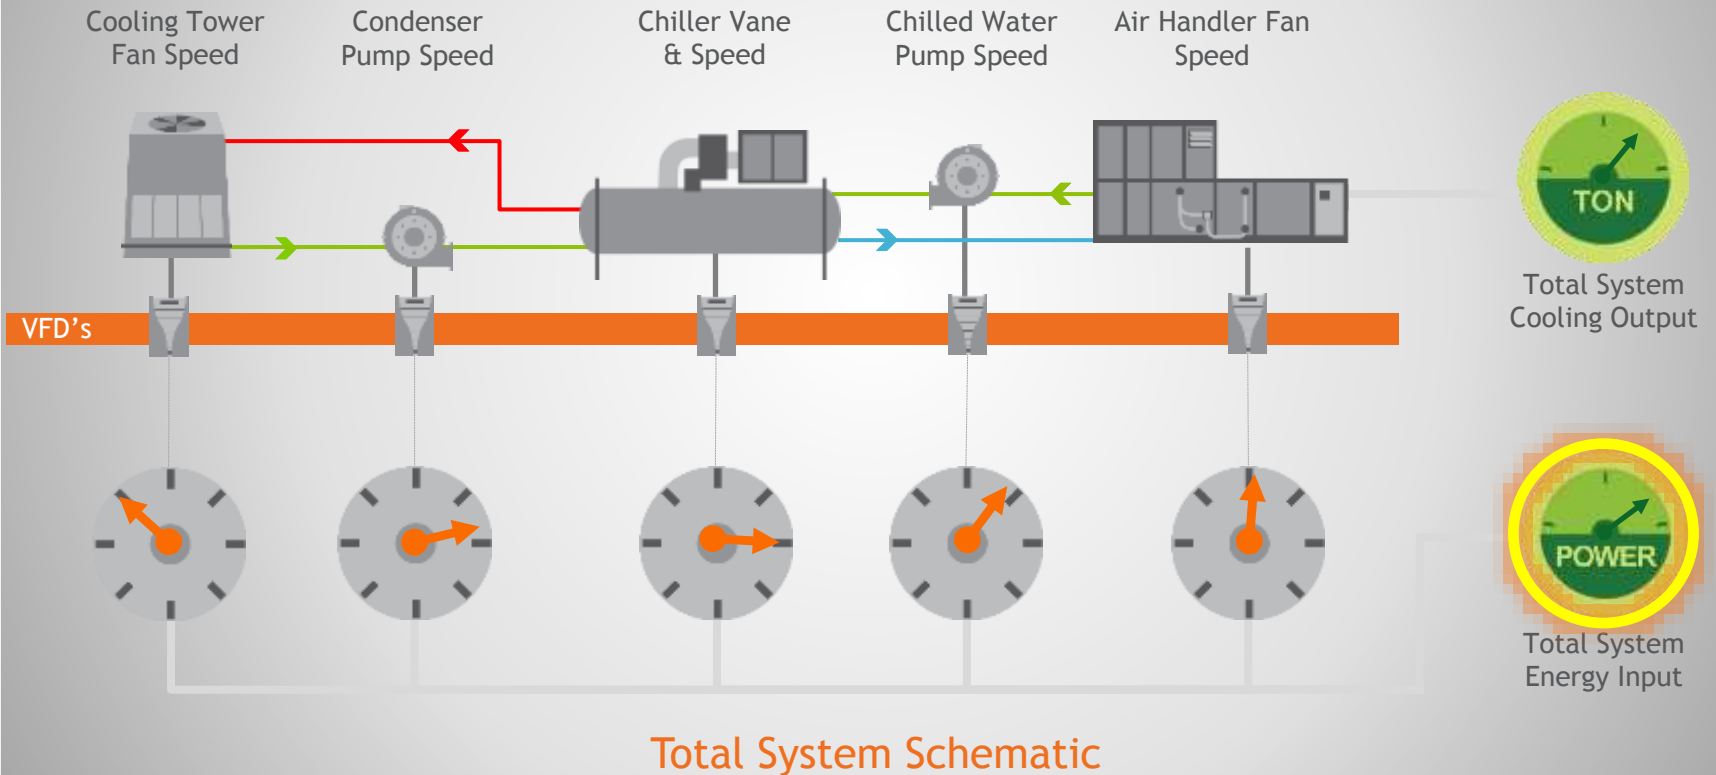 Cooling Tower
Fan Speed
Condenser
Pump Speed
Chiller Vane
& Speed
Chilled Water
Pump Speed
Air Handler Fan
Speed
TON
Total System
Cooling Output
VFD's
POWER
Total System
Energy Input
Total System Schematic